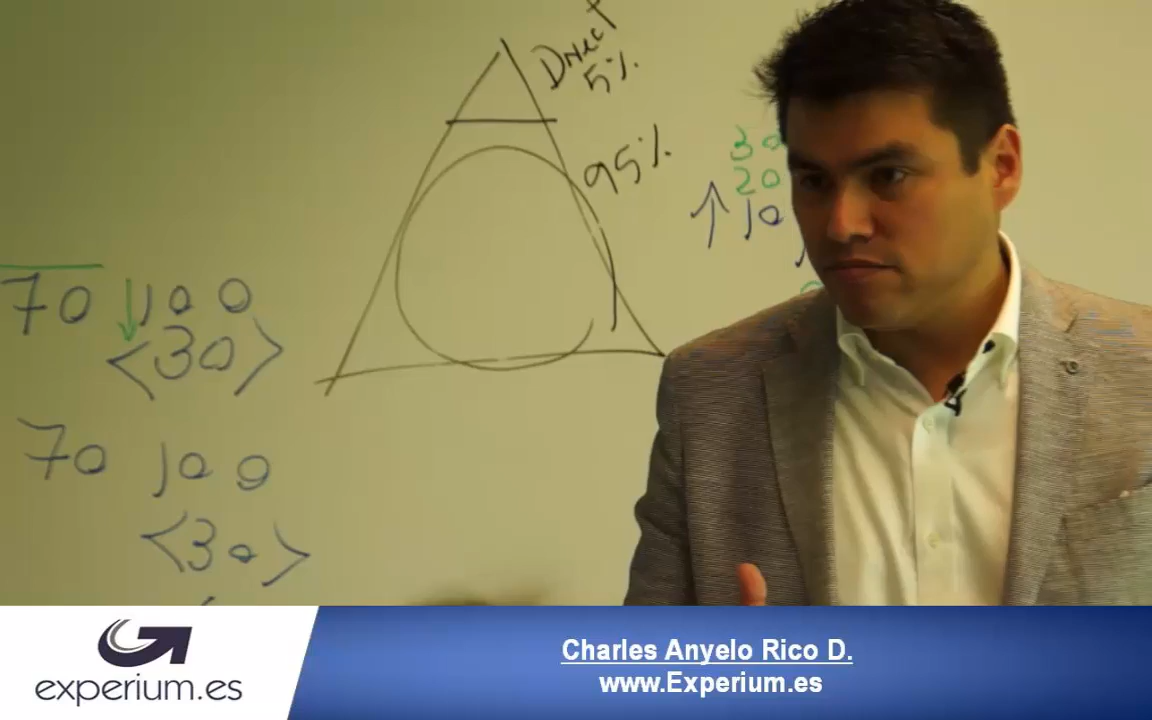 Direct
5%
95%
30
20
↑ 10
70 ↓ 100
<30>
70 100
<30>
experium.es
Charles Anyelo Rico D.
www.Experium.es